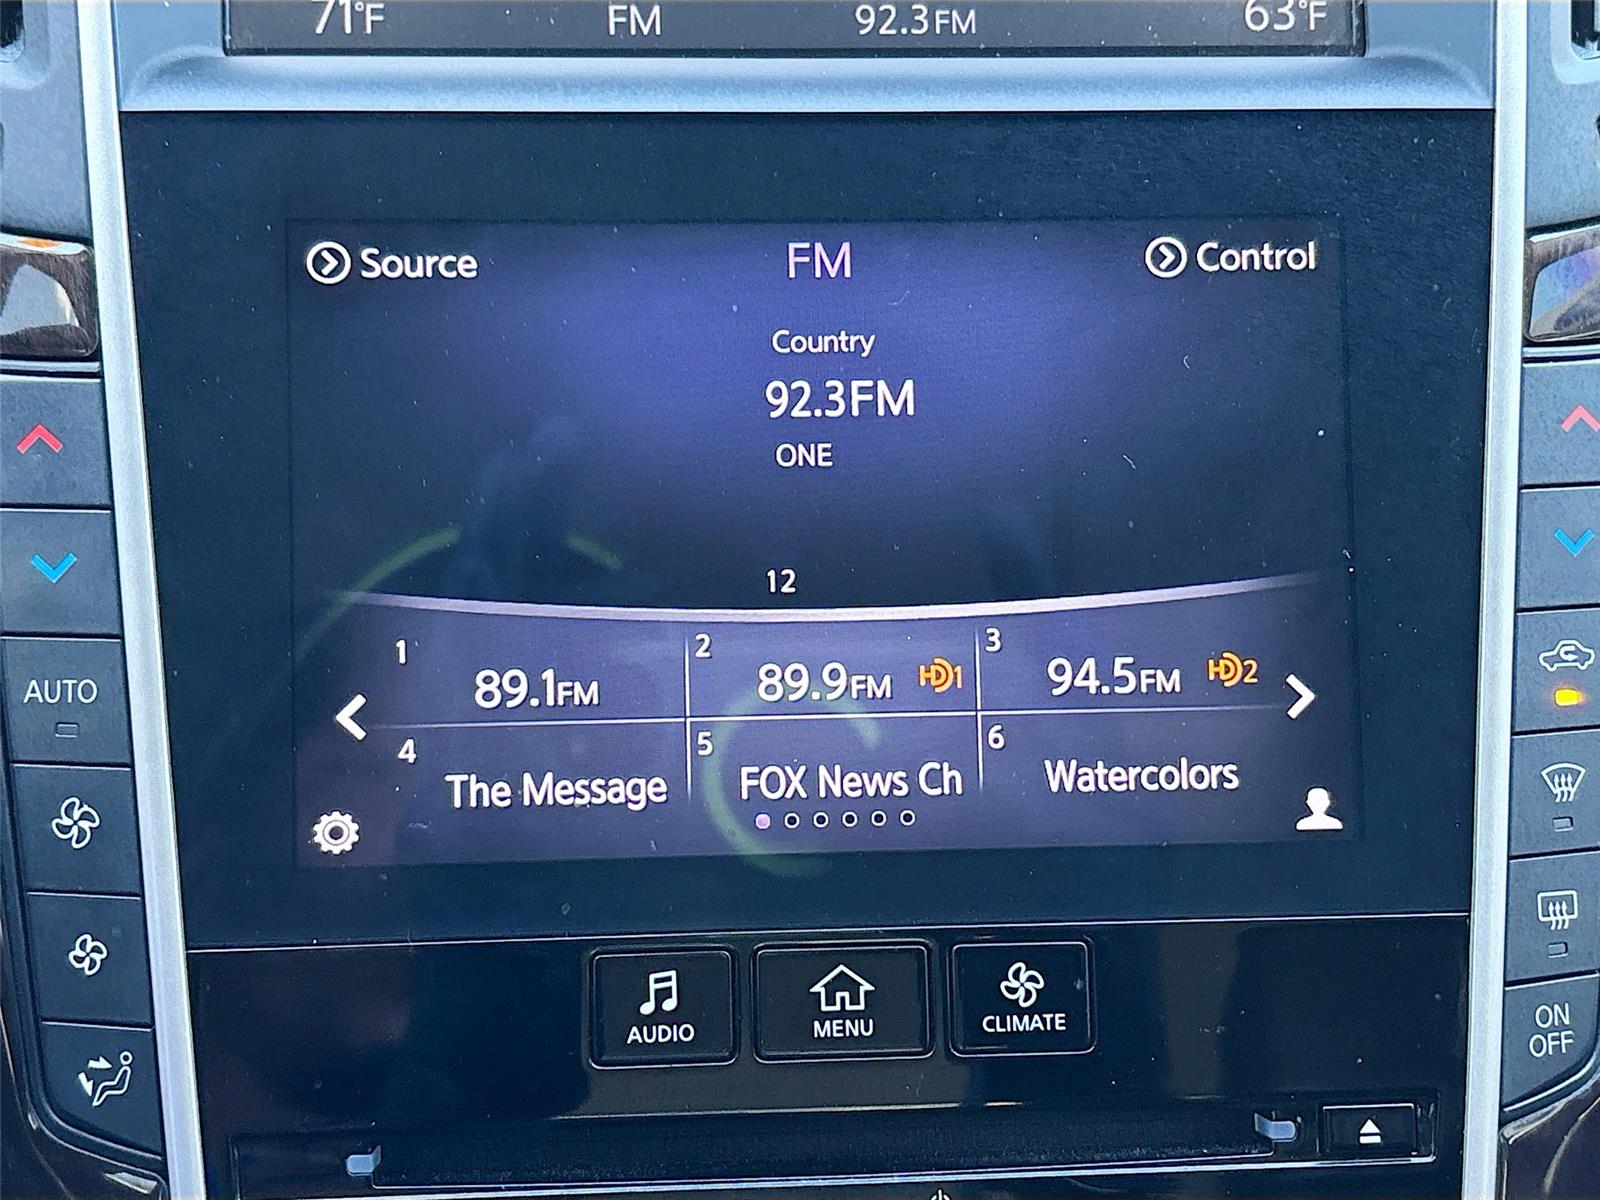 71°F FM 92.3FM 63°F
Source FM Control
Country
92.3FM
ONE
12
1 89.1FM 2 89.9FM HD1 3 94.5FM HD2
4 The Message 5 FOX News Ch 6 Watercolors
AUTO
AUDIO MENU CLIMATE
ON
OFF